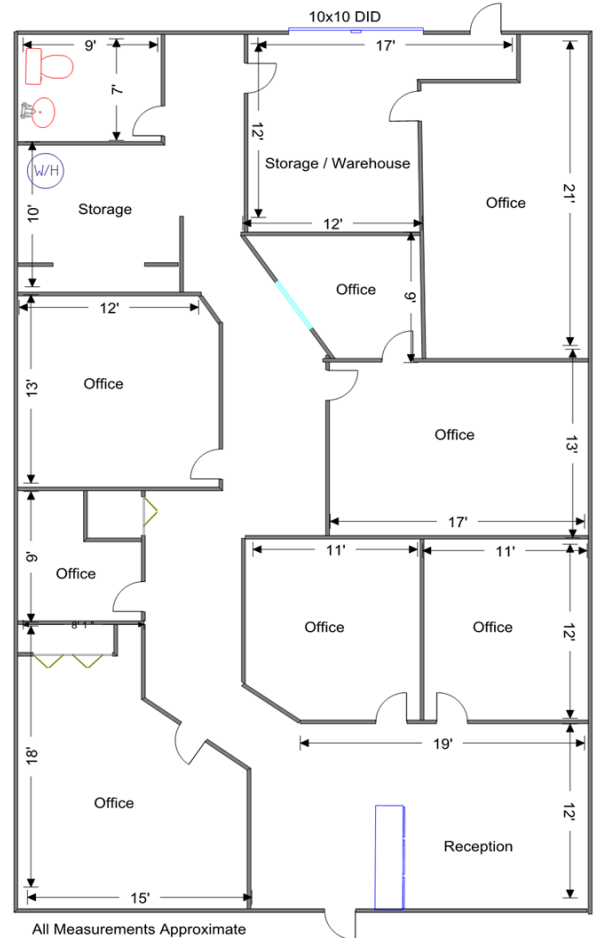 10x10 DID
9'
17'
7'
12'
W/H
Storage / Warehouse
Storage
10'
Office
21'
12'
Office
9'
12'
13'
Office
Office
13'
17'
11'
11'
9'
Office
Office
Office
12'
8' 1"
19'
18'
Office
12'
Reception
15'
All Measurements Approximate